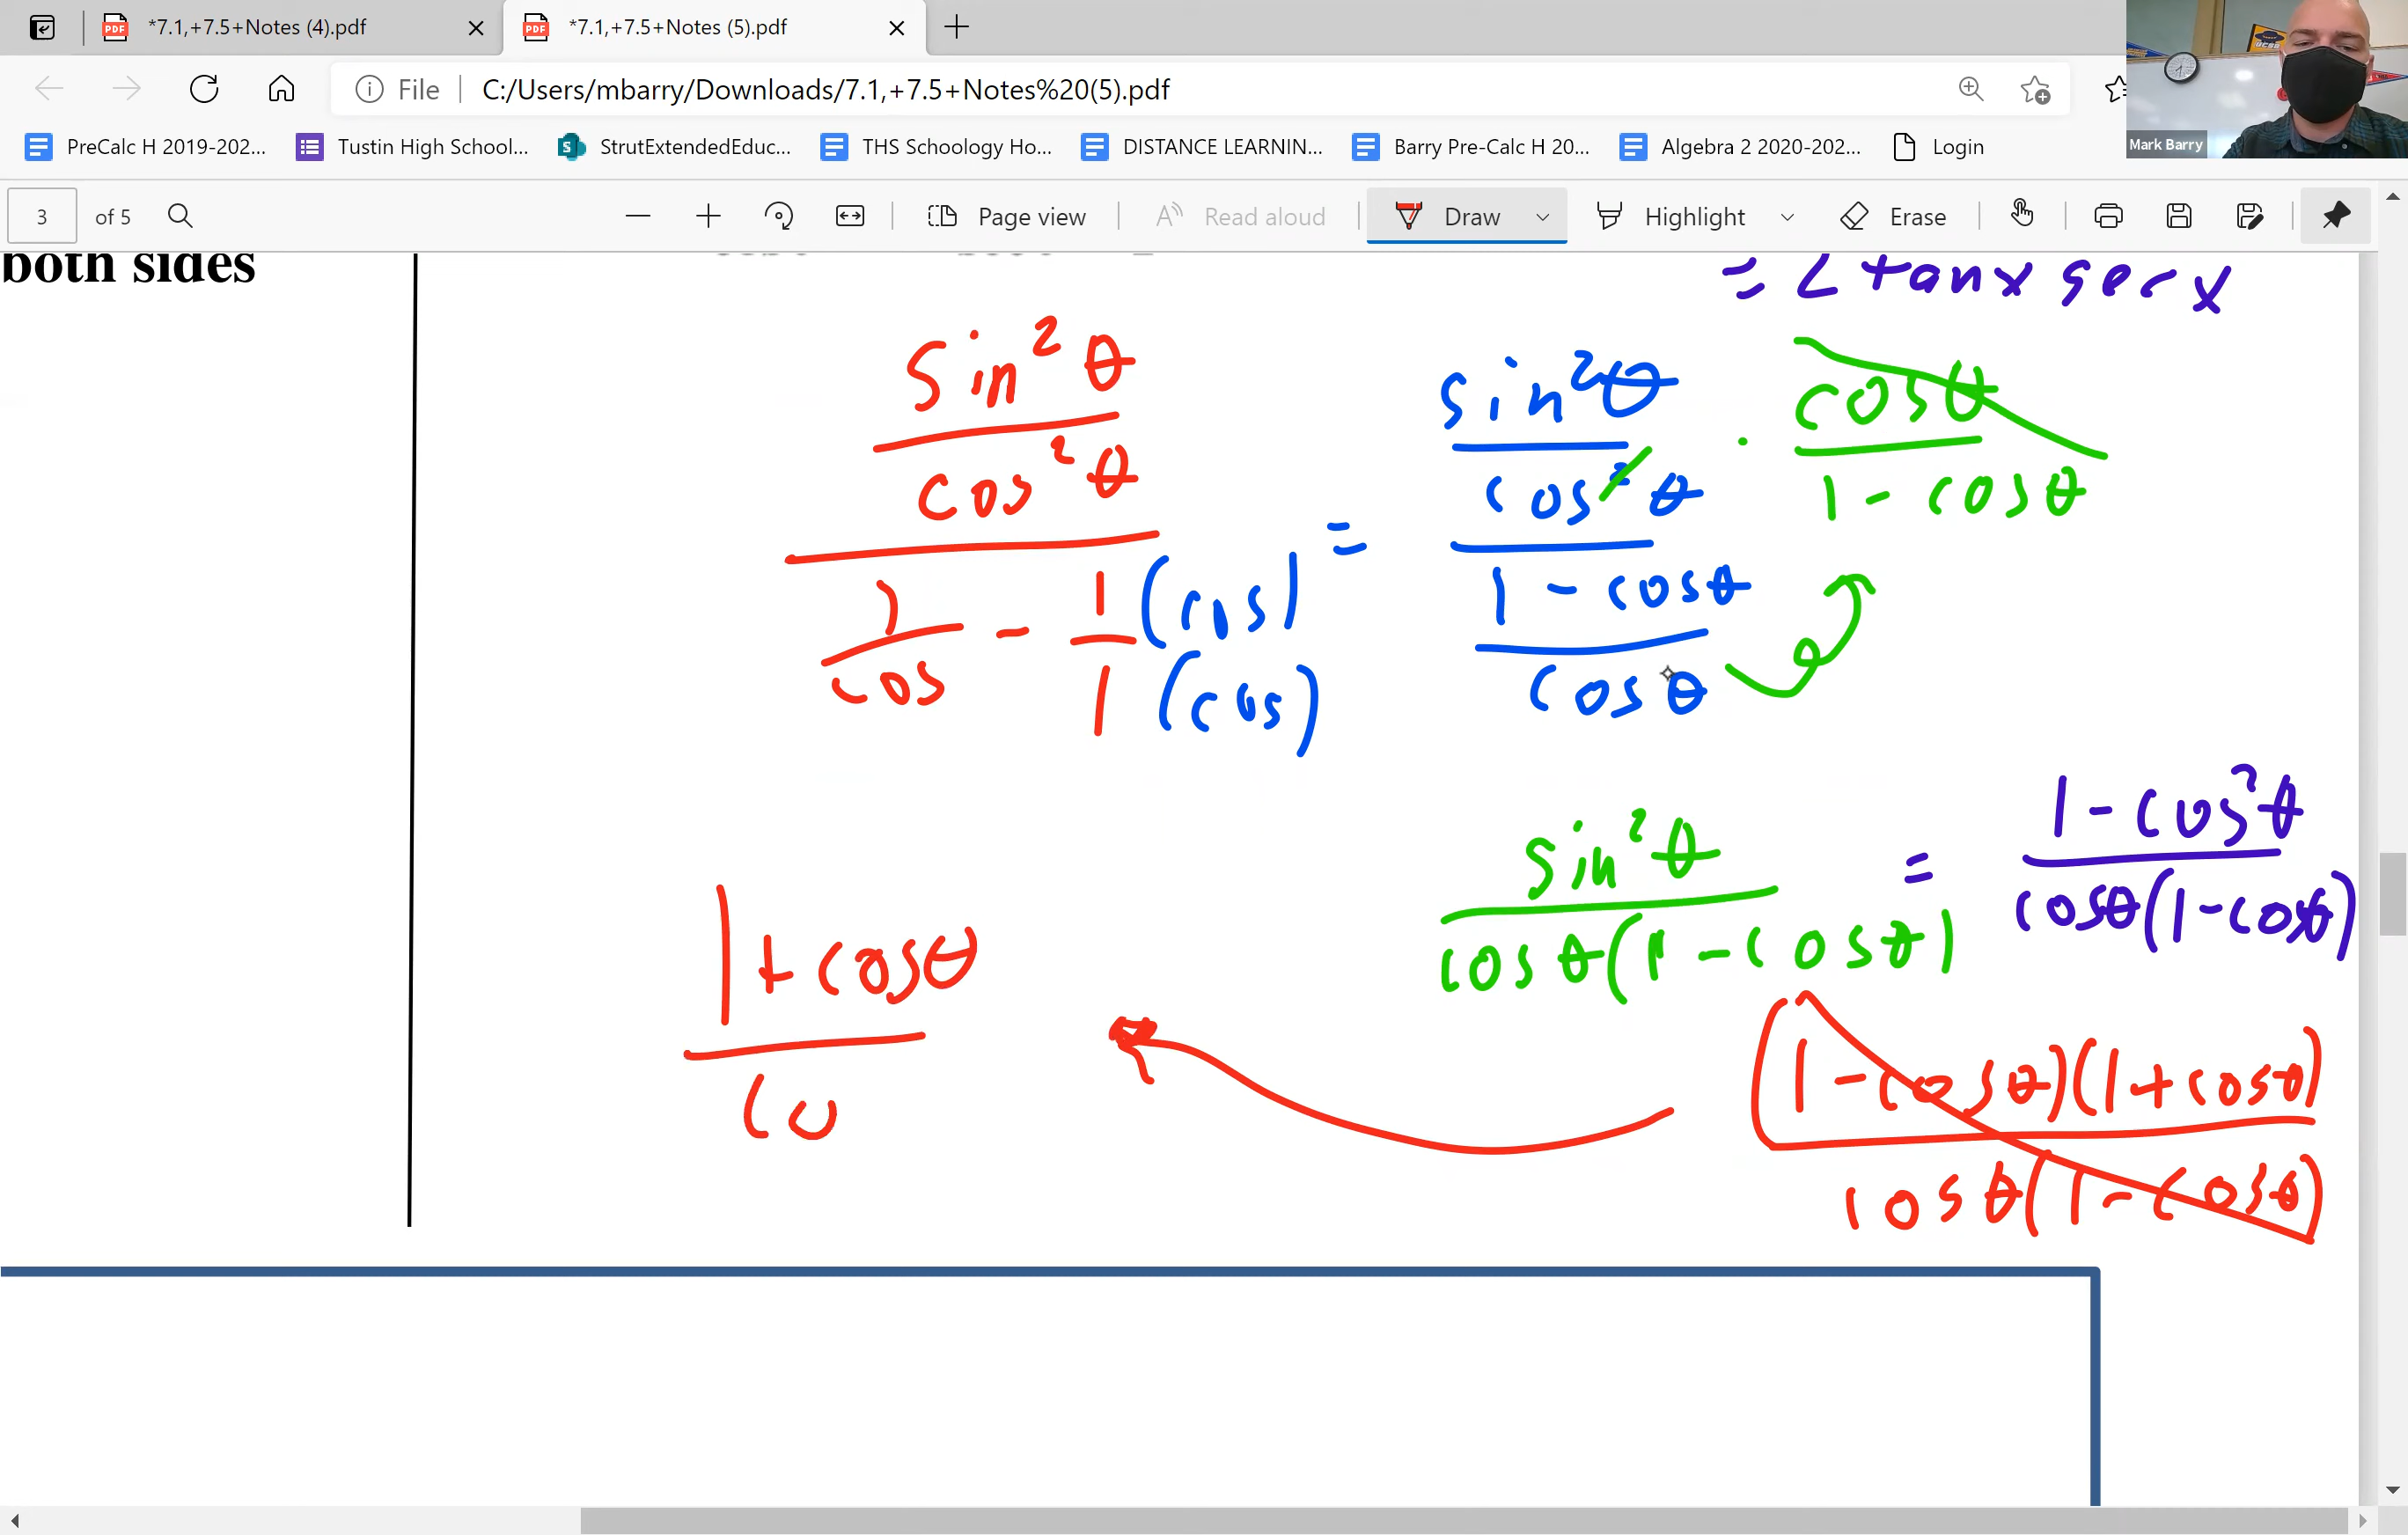 *7.1,+7.5+Notes (4).pdf
*7.1,+7.5+Notes (5).pdf
File
C:/Users/mbarry/Downloads/7.1,+7.5+Notes%20(5).pdf
PreCalc H 2019-202...
Tustin High School...
StrutExtendedEduc...
THS Schoology Ho...
DISTANCE LEARNIN...
Barry Pre-Calc H 20...
Algebra 2 2020-202...
Login
Mark Barry
3 of 5
Page view
Read aloud
Draw
Highlight
Erase
both sides
= 2 tanx secx
sin²θ
cos²θ
1 - 1 (cos)
cos 1 (cos)
=
sin²θ · cosθ
cos²θ 1 - cosθ
1 - cosθ
cosθ
sin²θ = 1 - cos²θ
cosθ(1 - cosθ) cosθ(1-cosθ)
1 + cosθ
co
(1 - cosθ)(1+cosθ)
cosθ(1 - cosθ)